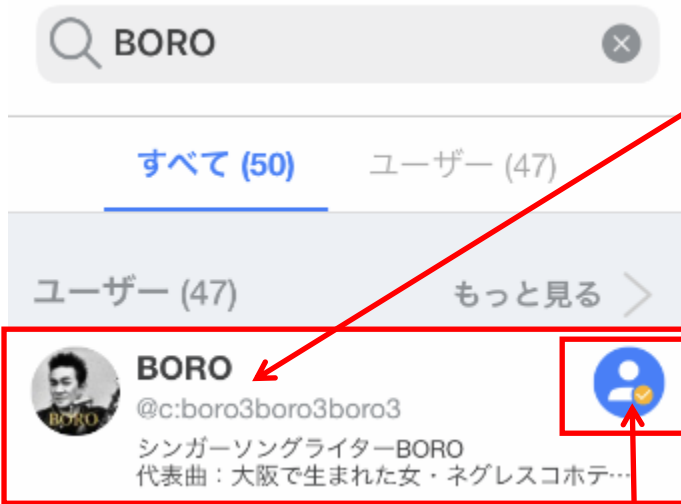 BORO
すべて (50) ユーザー (47)
ユーザー (47) もっと見る
BORO
@c:boro3boro3boro3
シンガーソングライターBORO
代表曲：大阪で生まれた女・ネグレスコホテ…
BORO